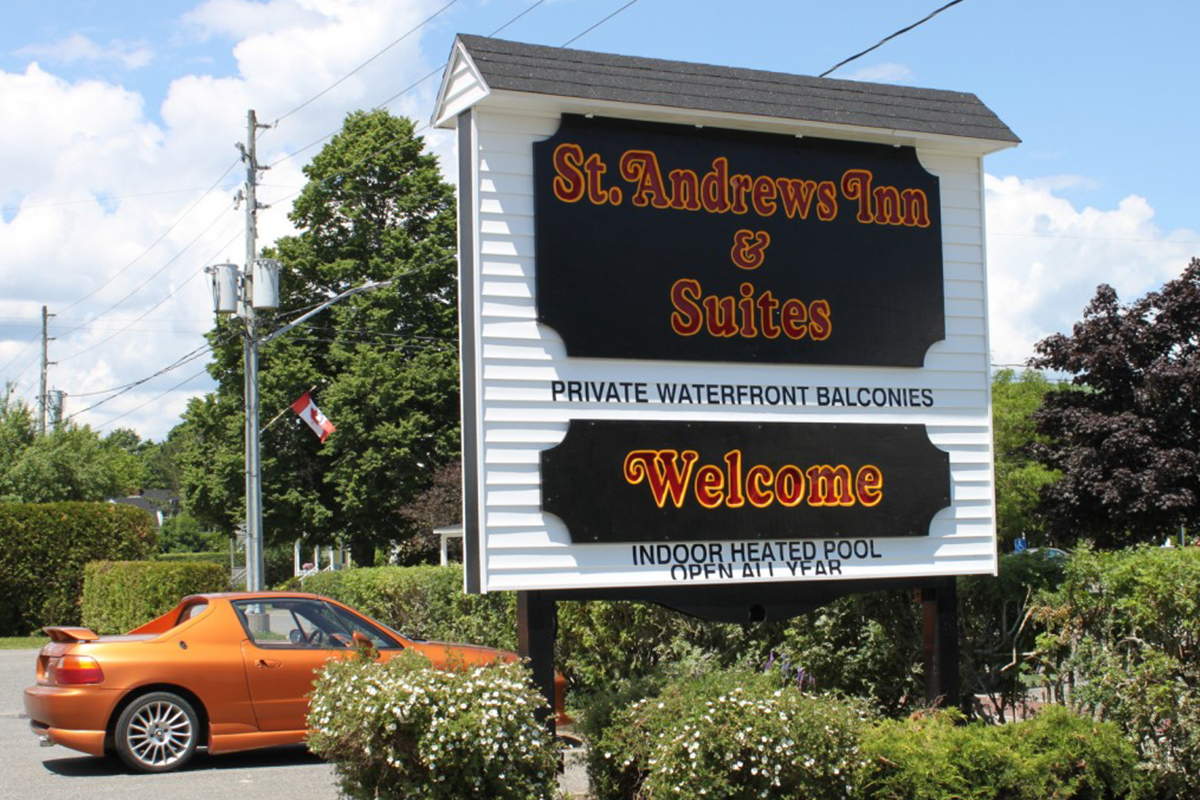 St. Andrews Inn
&
Suites
PRIVATE WATERFRONT BALCONIES
Welcome
INDOOR HEATED POOL
OPEN ALL YEAR